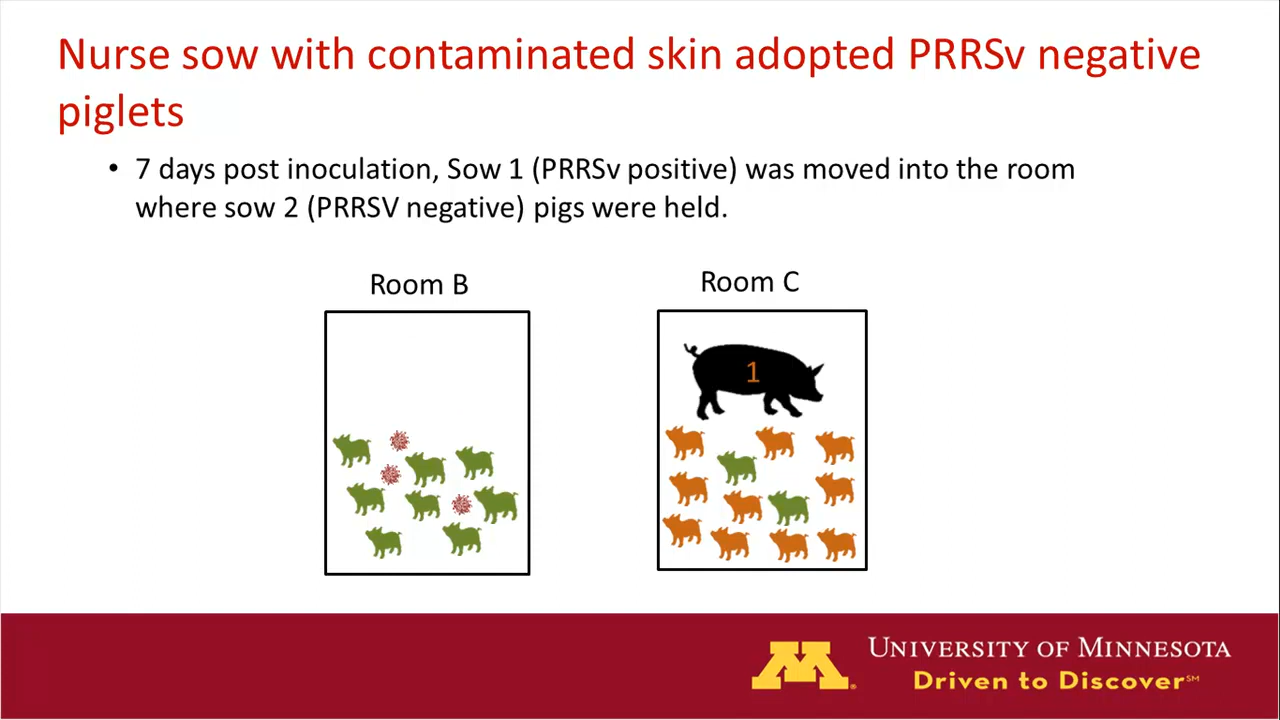 Nurse sow with contaminated skin adopted PRRSv negative
piglets
• 7 days post inoculation, Sow 1 (PRRSv positive) was moved into the room
where sow 2 (PRRSV negative) pigs were held.
Room B
Room C
1
M
UNIVERSITY OF MINNESOTA
Driven to Discover℠